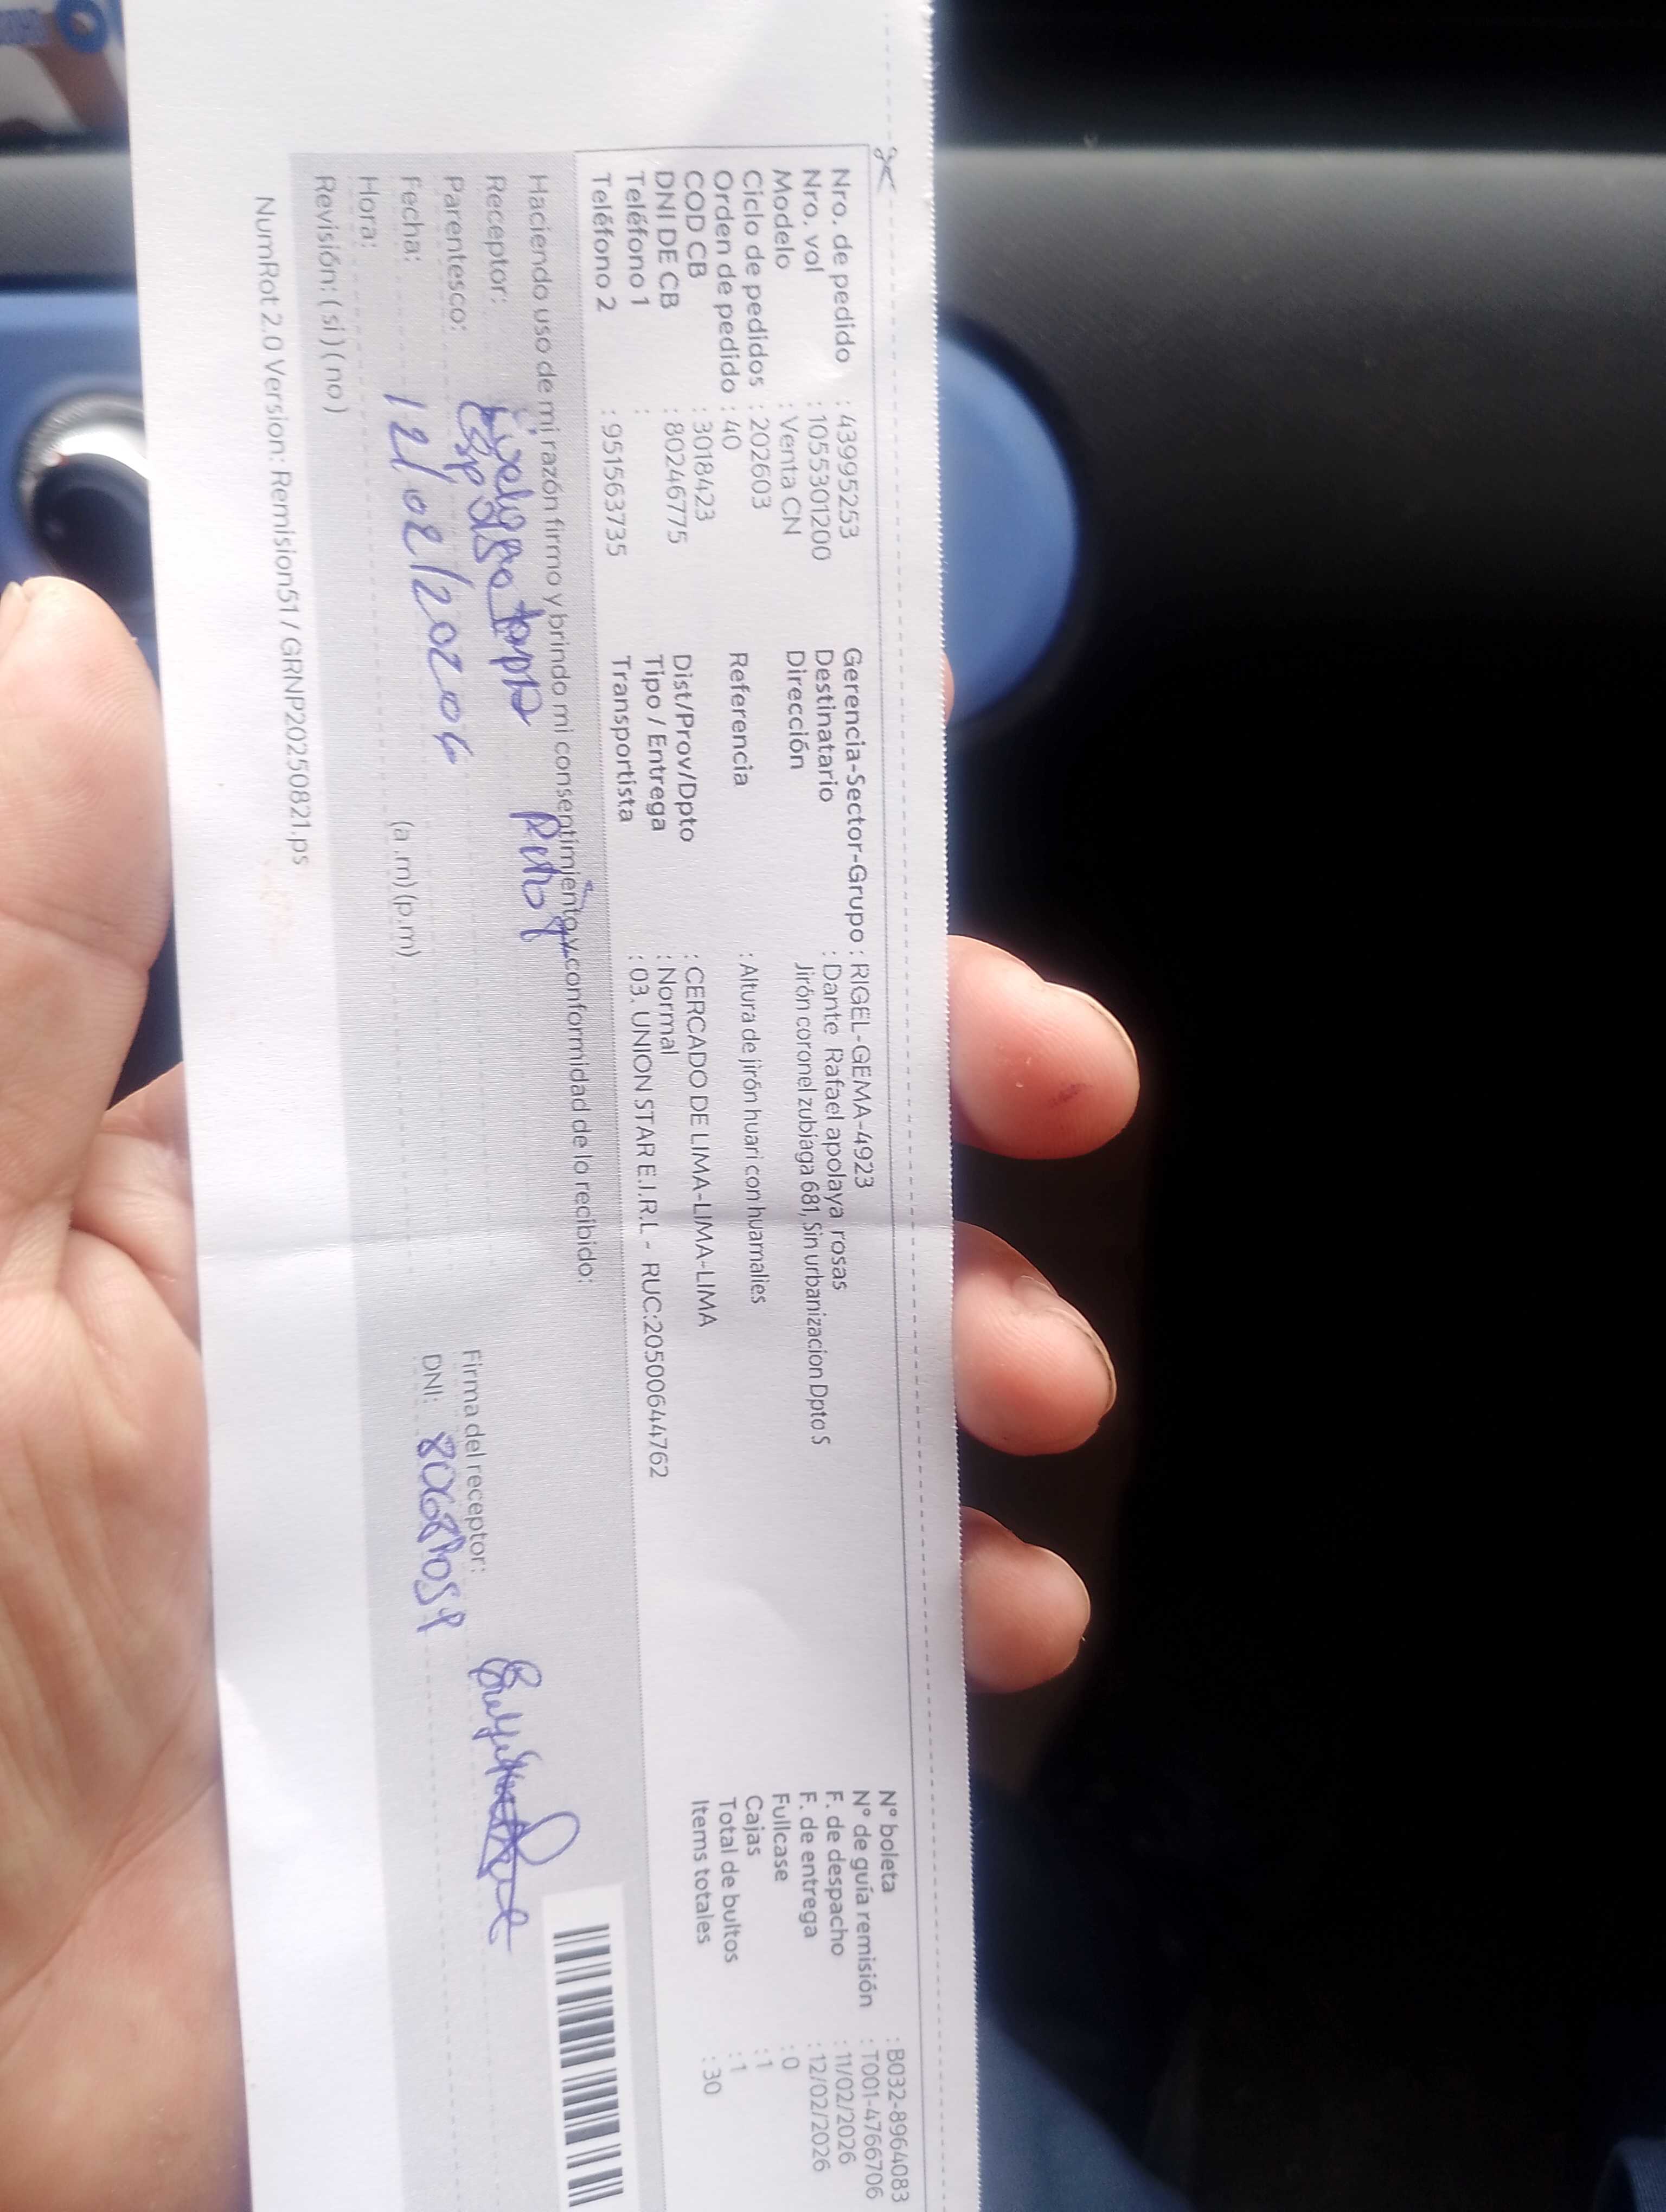 Nro. de pedido : 43995253
Nro. vol : 1055301200
Modelo : Venta CN
Ciclo de pedidos : 202603
Orden de pedido : 40
COD CB : 3018423
DNI DE CB : 80246775
Teléfono 1 :
Teléfono 2 : 951563735
Gerencia-Sector-Grupo : RIGEL-GEMA-4923
Destinatario : Dante Rafael apolaya rosas
Dirección Jirón coronel zubiaga 681, Sin urbanizacion Dpto S
Referencia : Altura de jirón huari con huamalies
Dist/Prov/Dpto : CERCADO DE LIMA-LIMA-LIMA
Tipo / Entrega : Normal
Transportista : 03. UNION STAR E.I.R.L - RUC:20500644762
N° boleta : B032-8964083
N° de guía remisión : T001-4766706
F. de despacho : 11/02/2026
F. de entrega : 12/02/2026
Fullcase : 0
Cajas : 1
Total de bultos : 1
Items totales : 30
Haciendo uso de mi razón firmo y brindo mi consentimiento y conformidad de lo recibido:
Receptor:
Parentesco:
Fecha: 12/02/2026
Hora: (a.m) (p.m)
Revisión: ( si ) ( no )
Firma del receptor:
DNI:
NumRot 2.0 Version: Remision51 / GRNP20250821.ps